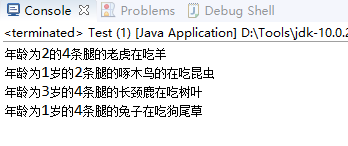 Console Problems Debug Shell
<terminated> Test (1) [Java Application] D:\Tools\jdk-10.0.2
年龄为2的4条腿的老虎在吃羊
年龄为1岁的2条腿的啄木鸟的在吃昆虫
年龄为3岁的4条腿的长颈鹿在吃树叶
年龄为1岁的4条腿的兔子在吃狗尾草